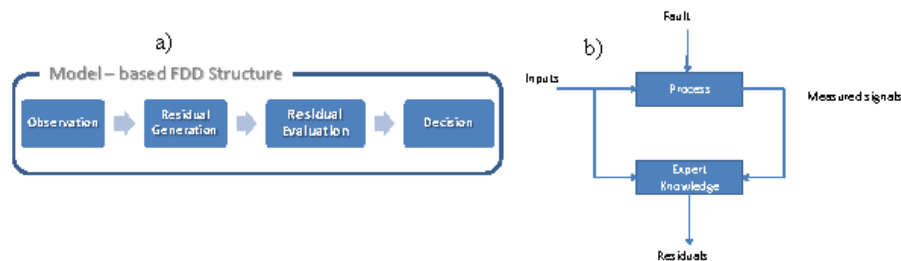 a)
Model – based FDD Structure
Observation
Residual
Generation
Residual
Evaluation
Decision
b)
Fault
Inputs
Process
Measured signals
Expert
Knowledge
Residuals